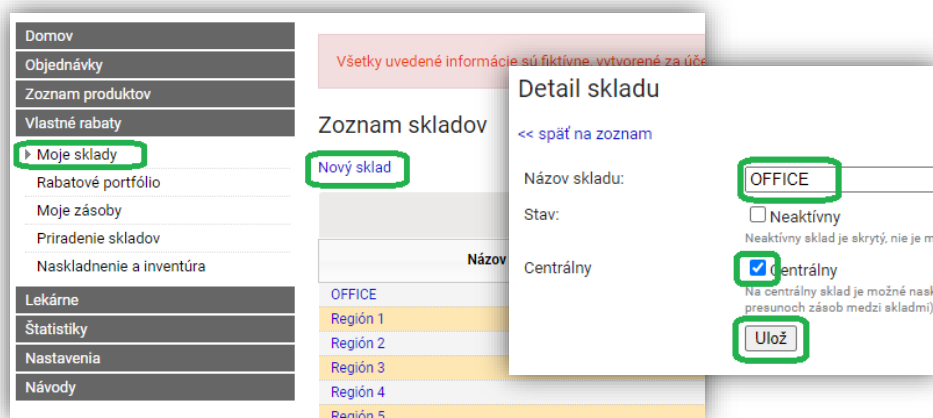 Domov
Objednávky
Zoznam produktov
Vlastné rabaty
Moje sklady
Rabatové portfólio
Moje zásoby
Priradenie skladov
Naskladnenie a inventúra
Lekárne
Štatistiky
Nastavenia
Návody
Všetky uvedené informácie sú fiktívne, vytvorené za úče
Zoznam skladov
Nový sklad
Názov
OFFICE
Región 1
Región 2
Región 3
Región 4
Región 5
Detail skladu
<< späť na zoznam
Názov skladu: OFFICE
Stav: Neaktívny
Neaktívny sklad je skrytý, nie je m
Centrálny Centrálny
Na centrálny sklad je možné nask
presunoch zásob medzi skladmi)
Ulož